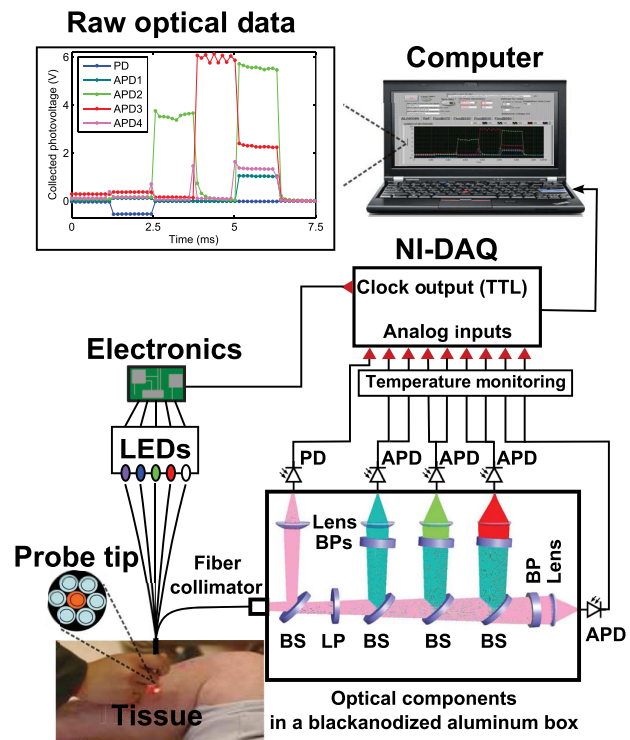 Raw optical data
Collected photovoltage (V)
6
4
2
0
PD
APD1
APD2
APD3
APD4
0
2.5
5
7.5
Time (ms)
Computer
NI-DAQ
Clock output (TTL)
Analog inputs
Temperature monitoring
Electronics
LEDs
PD
APD
APD
APD
Lens
BPs
BP
Lens
Probe tip
Fiber
collimator
BS
LP
BS
BS
BS
APD
Tissue
Optical components
in a blackanodized aluminum box